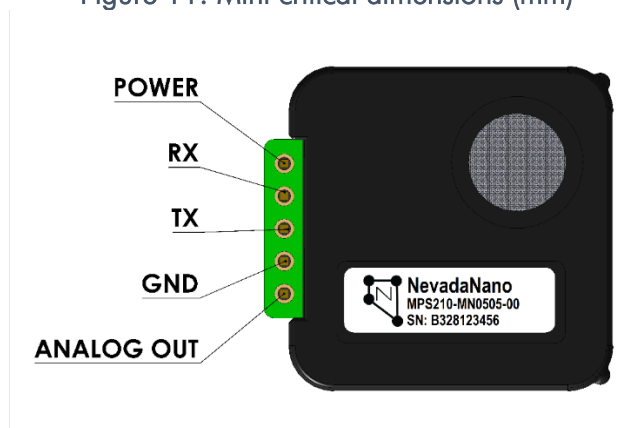 Figure 11. Mini critical dimensions (mm)
POWER
RX
TX
GND
ANALOG OUT
N
NevadaNano
MPS210-MN0505-00
SN: B328123456